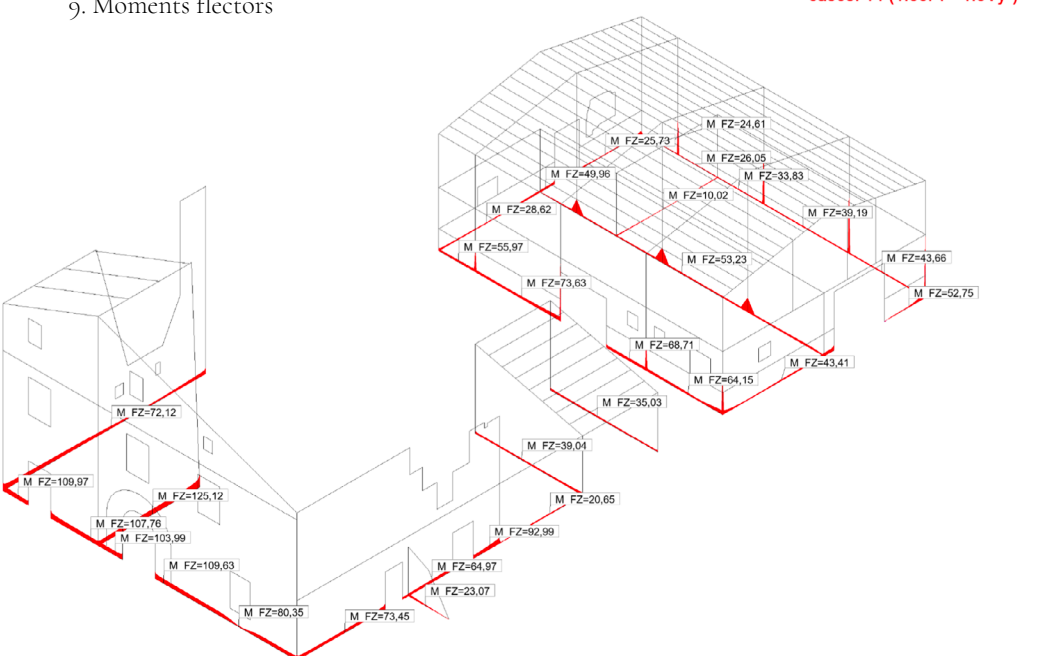 9. Moments flectors
M FZ=24,61
M FZ=25,73
M FZ=26,05
M FZ=49,96
M FZ=33,83
M FZ=10,02
M FZ=28,62
M FZ=39,19
M FZ=55,97
M FZ=53,23
M FZ=43,66
M FZ=73,63
M FZ=52,75
M FZ=68,71
M FZ=43,41
M FZ=64,15
M FZ=35,03
M FZ=72,12
M FZ=39,04
M FZ=109,97
M FZ=125,12
M FZ=20,65
M FZ=107,76
M FZ=103,99
M FZ=92,99
M FZ=109,63
M FZ=64,97
M FZ=23,07
M FZ=80,35
M FZ=73,45